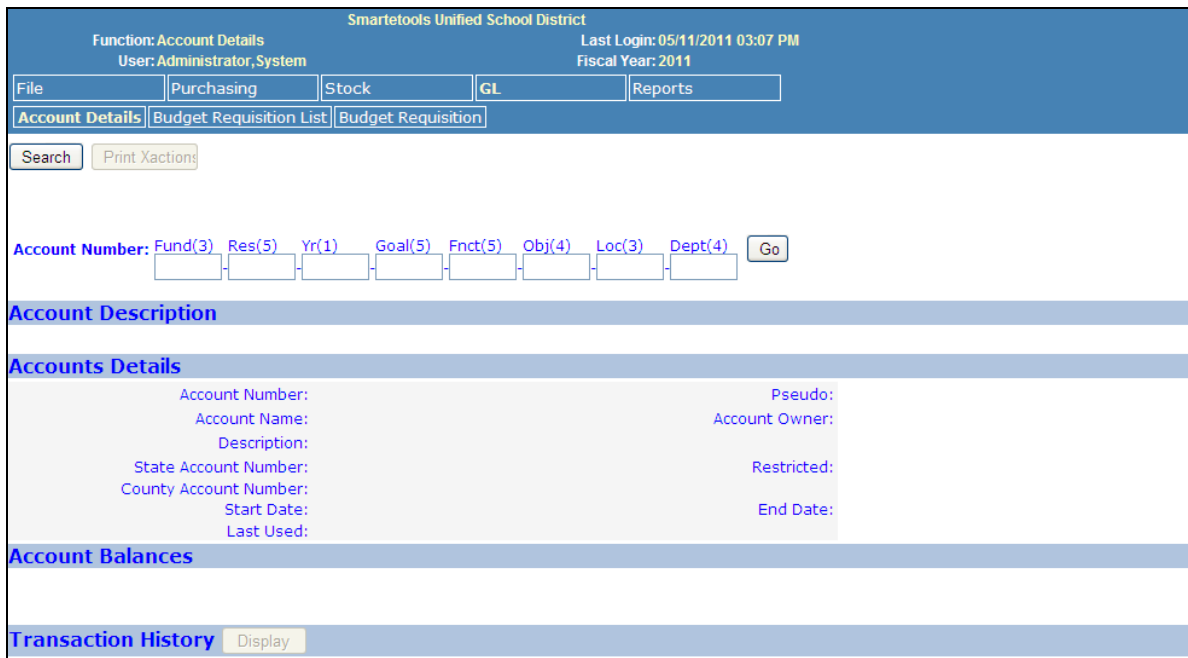 Smartetools Unified School District
Function: Account Details Last Login: 05/11/2011 03:07 PM
User: Administrator,System Fiscal Year: 2011
File Purchasing Stock GL Reports
Account Details Budget Requisition List Budget Requisition
Search Print Xactions
Account Number: Fund(3) Res(5) Yr(1) Goal(5) Fnct(5) Obj(4) Loc(3) Dept(4) Go
- - - - - - -
Account Description
Accounts Details
Account Number: Pseudo:
Account Name: Account Owner:
Description:
State Account Number: Restricted:
County Account Number:
Start Date: End Date:
Last Used:
Account Balances
Transaction History Display